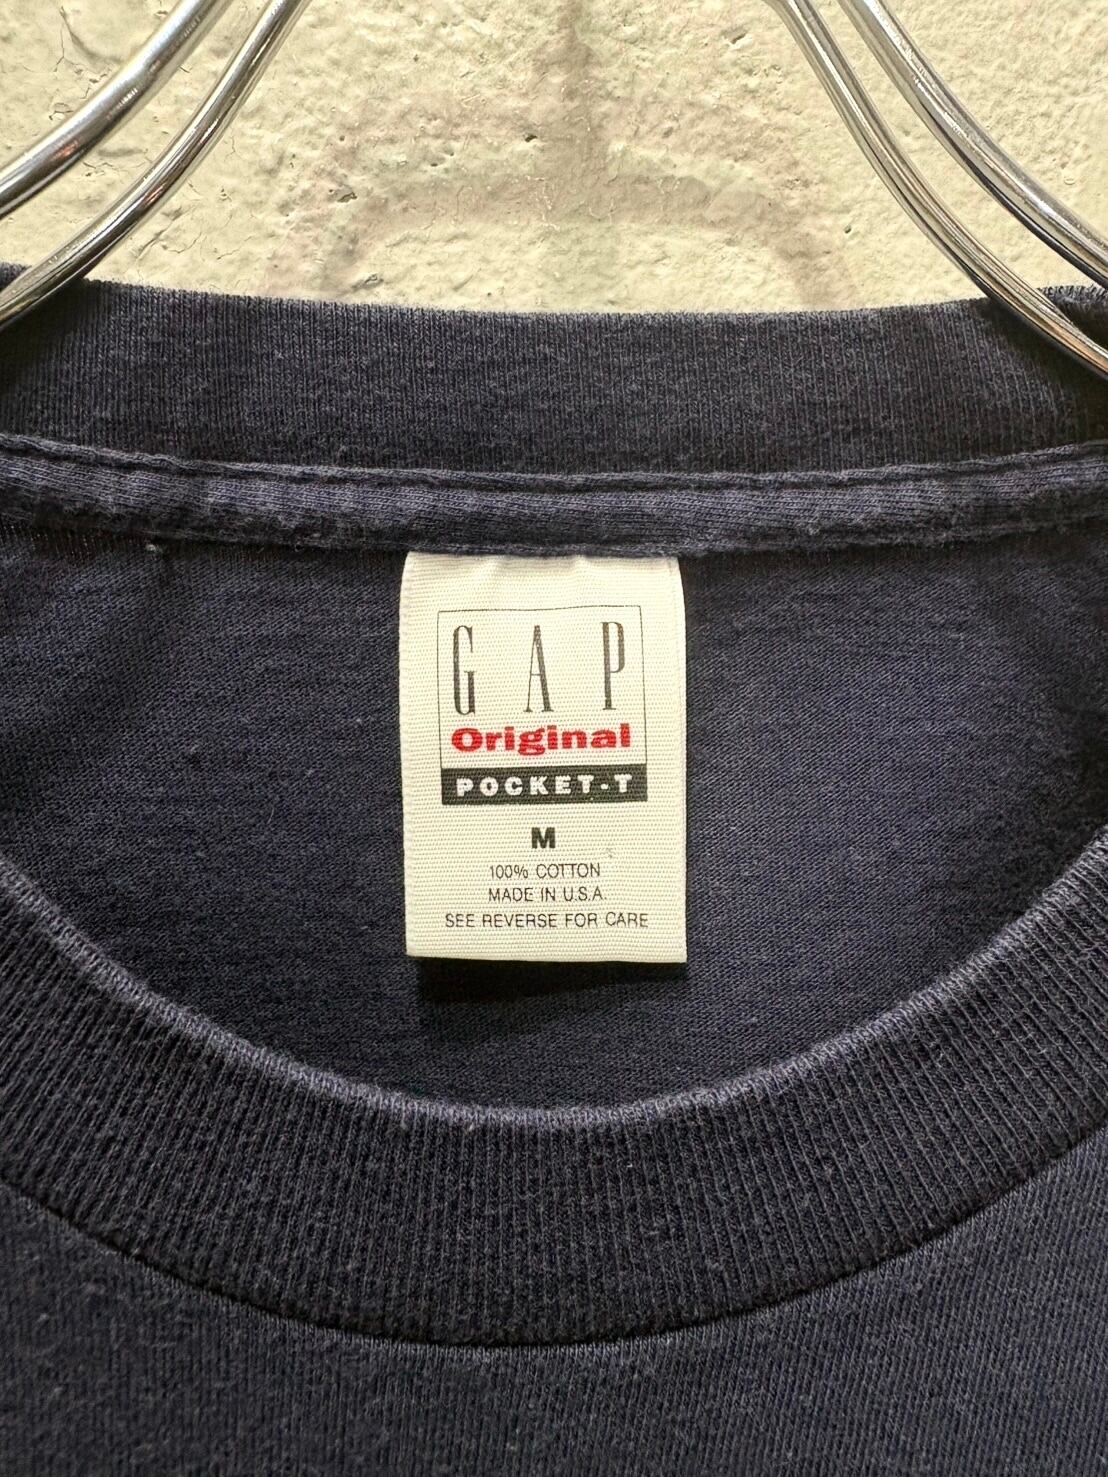 GAP
Original
POCKET-T
M
100% COTTON
MADE IN U.S.A.
SEE REVERSE FOR CARE